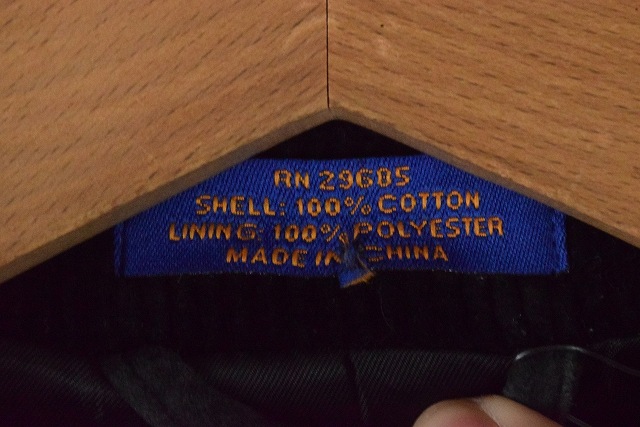 RN 29685
SHELL: 100% COTTON
LINING: 100% POLYESTER
MADE IN CHINA